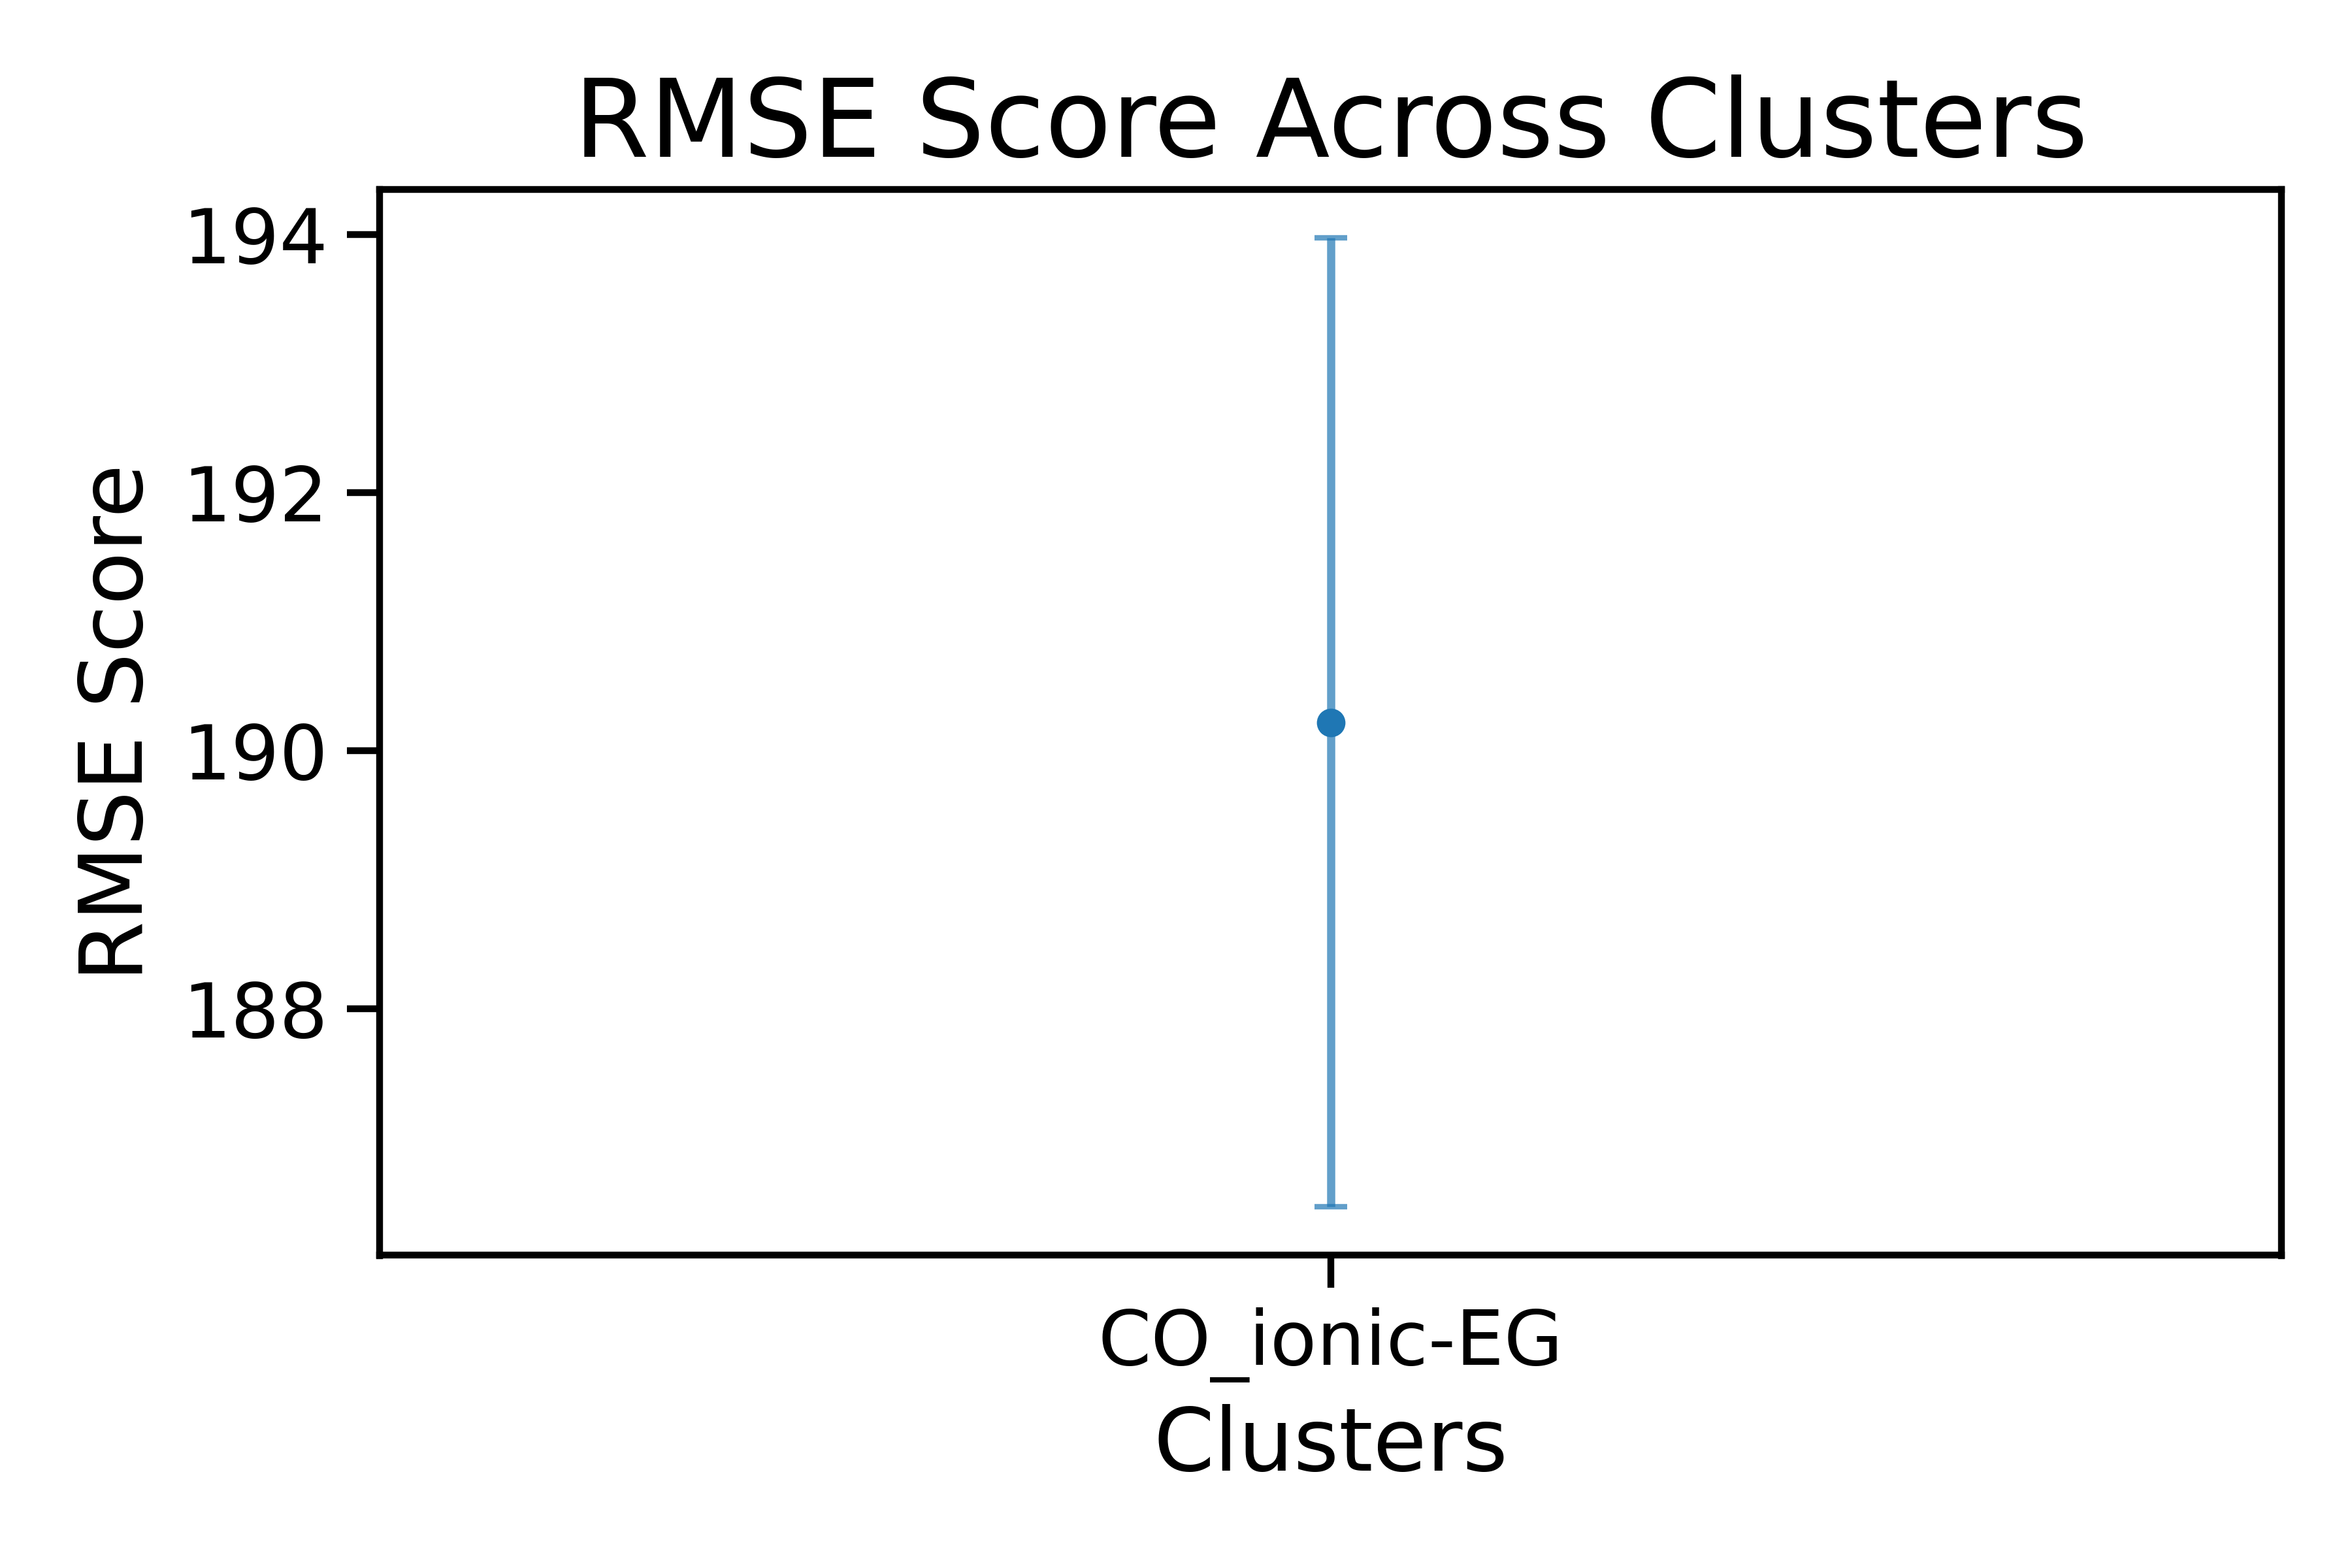 RMSE Score Across Clusters
RMSE Score
194
192
190
188
CO_ionic-EG
Clusters